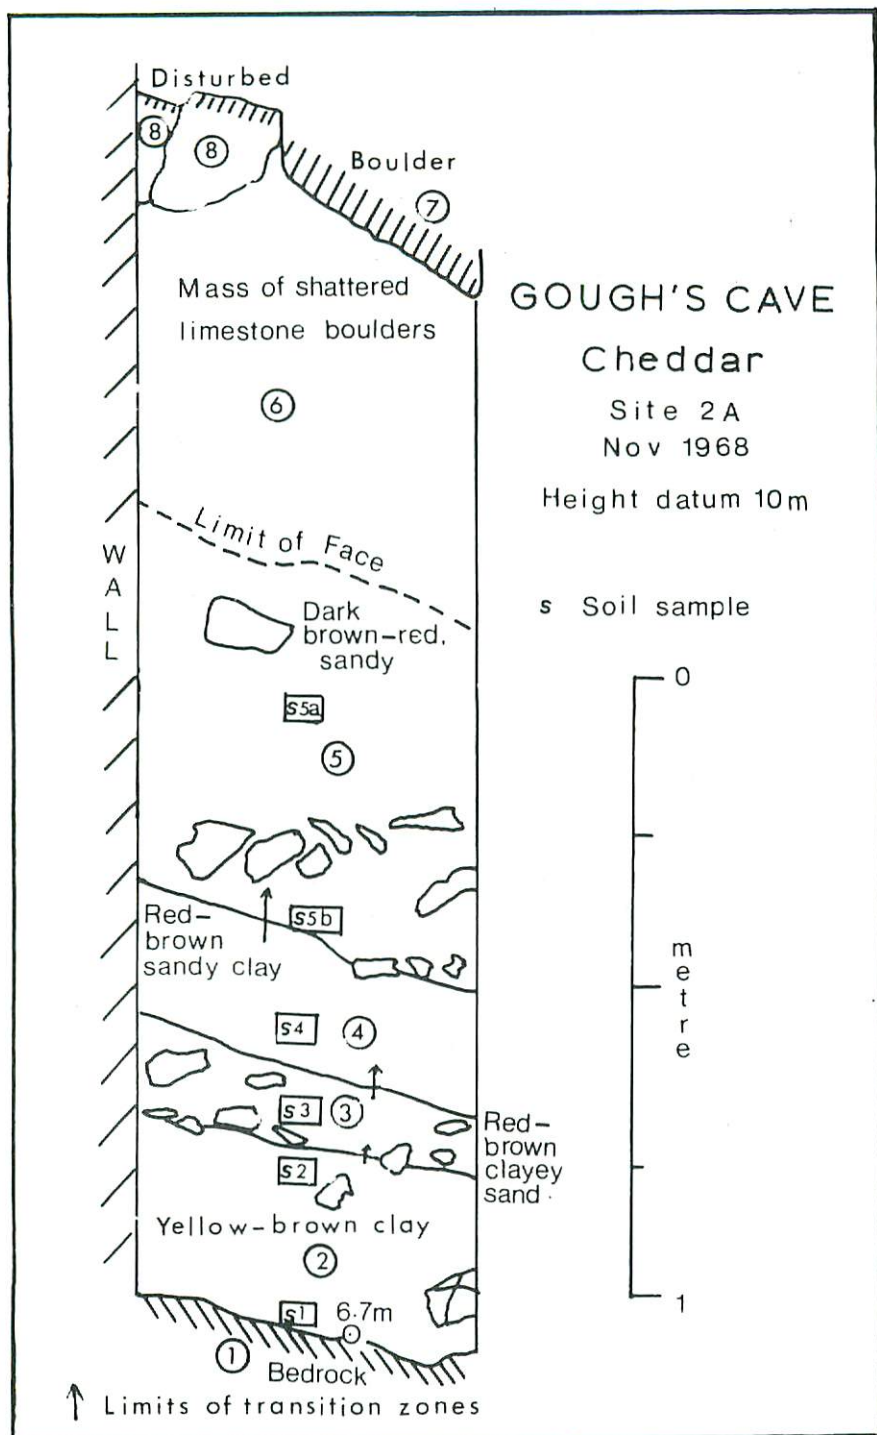 Disturbed
8
8
Boulder
7
Mass of shattered
limestone boulders
6
GOUGH'S CAVE
Cheddar
Site 2A
Nov 1968
Height datum 10m
s Soil sample
Limit of Face
WALL
Dark
brown-red,
sandy
s5a
5
s5b
Red-
brown
sandy clay
s4
4
s3
3
Red-
brown
clayey
sand
s2
Yellow-brown clay
2
s1
6.7m
1
Bedrock
Limits of transition zones
0
metre
1